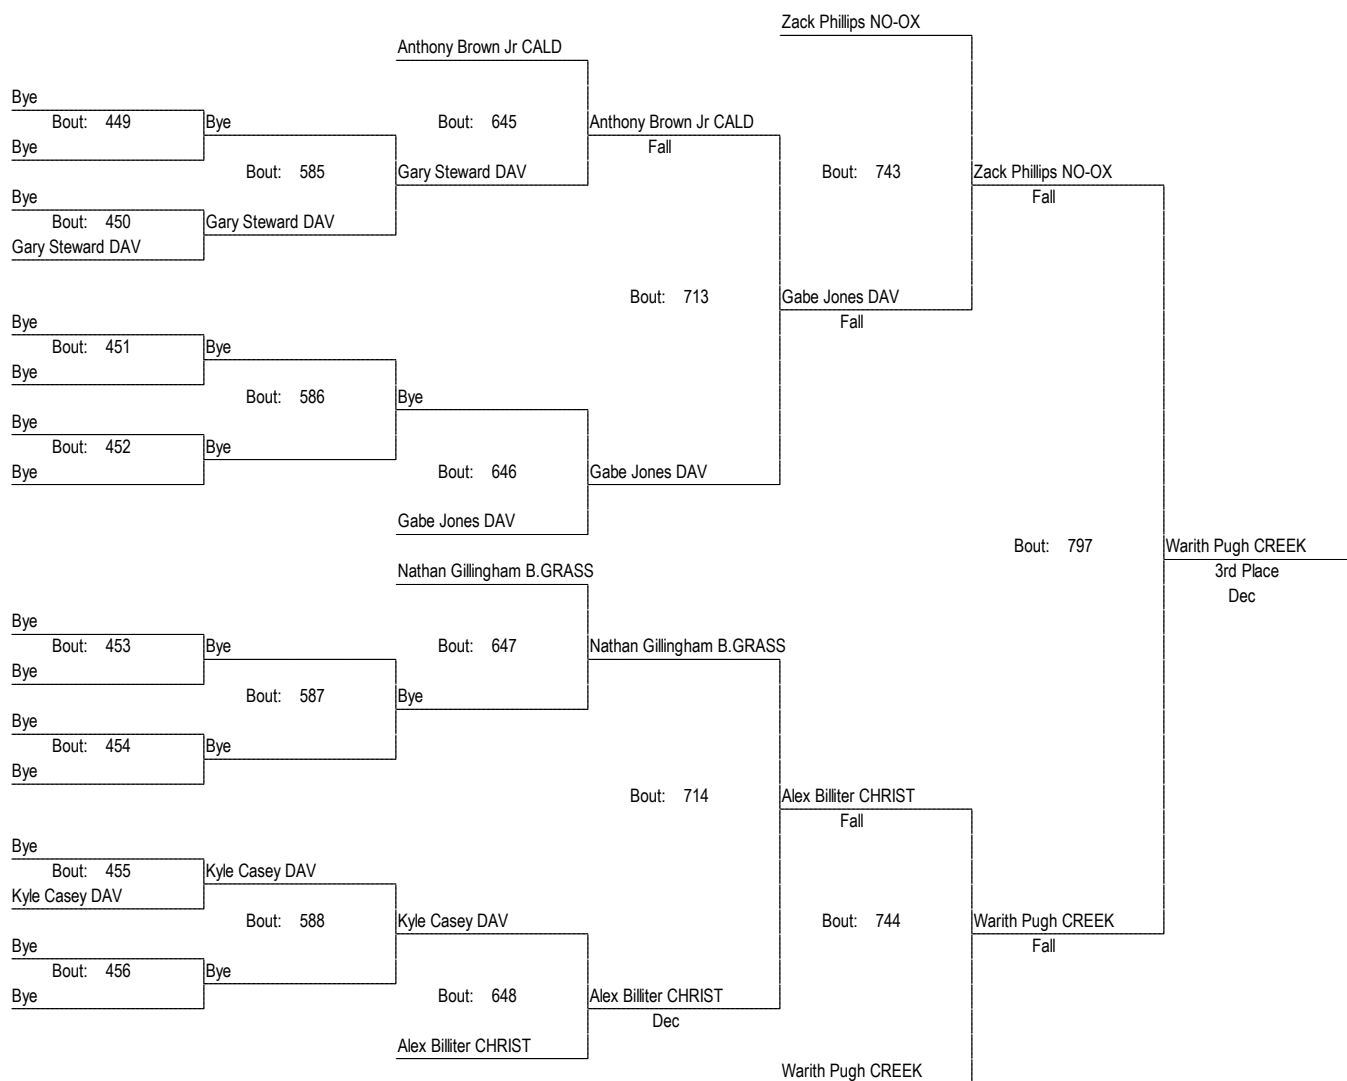 Zack Phillips NO-OX
Anthony Brown Jr CALD
Bye
Bout: 449
Bye
Bout: 645
Anthony Brown Jr CALD
Bye
Fall
Bout: 585
Gary Steward DAV
Bout: 743
Zack Phillips NO-OX
Bye
Fall
Bout: 450
Gary Steward DAV
Gary Steward DAV
Bout: 713
Gabe Jones DAV
Bye
Fall
Bout: 451
Bye
Bye
Bout: 586
Bye
Bye
Bout: 452
Bye
Bye
Bout: 646
Gabe Jones DAV
Gabe Jones DAV
Bout: 797
Warith Pugh CREEK
Nathan Gillingham B.GRASS
3rd Place
Dec
Bye
Bout: 453
Bye
Bout: 647
Nathan Gillingham B.GRASS
Bye
Bout: 587
Bye
Bye
Bout: 454
Bye
Bye
Bout: 714
Alex Billiter CHRIST
Fall
Bye
Bout: 455
Kyle Casey DAV
Kyle Casey DAV
Bout: 588
Kyle Casey DAV
Bout: 744
Warith Pugh CREEK
Bye
Fall
Bout: 456
Bye
Bye
Bout: 648
Alex Billiter CHRIST
Dec
Alex Billiter CHRIST
Warith Pugh CREEK